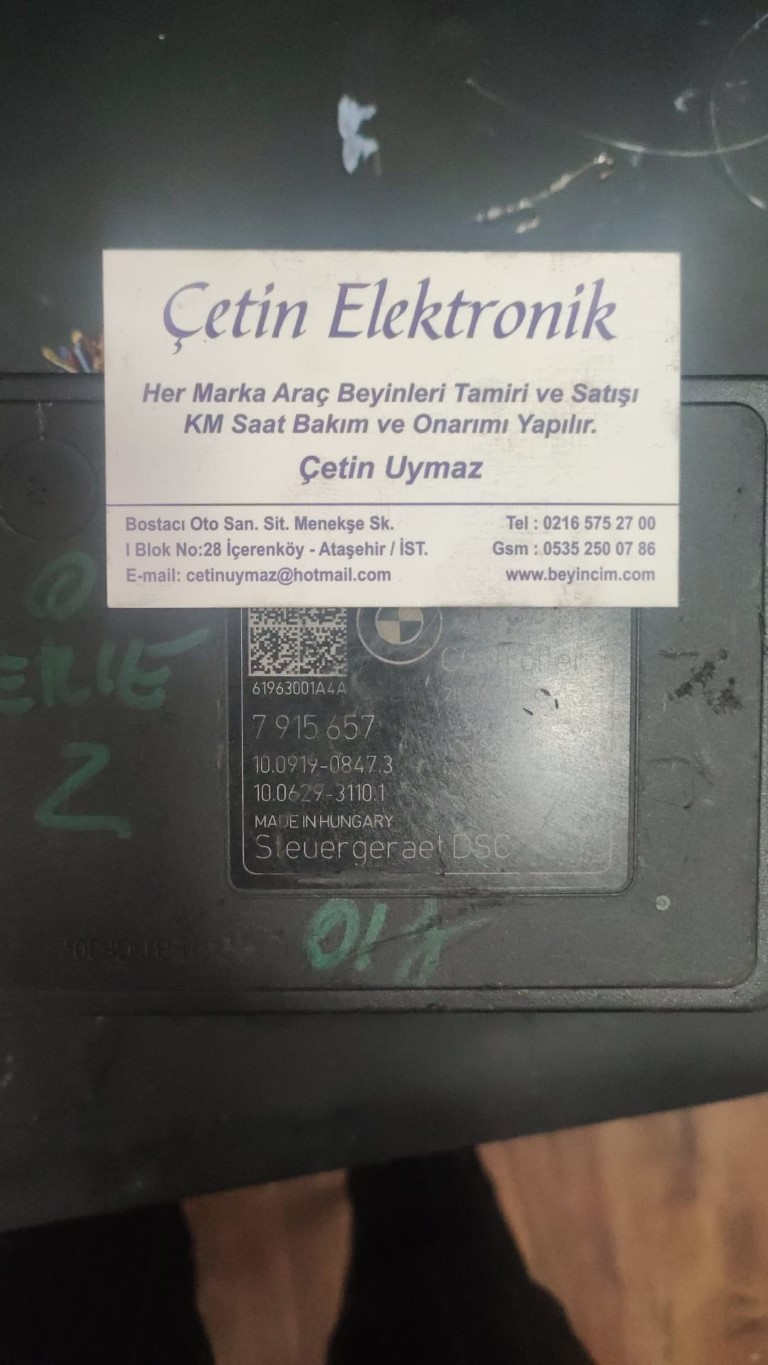 Çetin Elektronik
Her Marka Araç Beyinleri Tamiri ve Satışı
KM Saat Bakım ve Onarımı Yapılır.
Çetin Uymaz
Bostacı Oto San. Sit. Menekşe Sk.
I Blok No:28 İçerenköy - Ataşehir / İST.
E-mail: cetinuymaz@hotmail.com
Tel : 0216 575 27 00
Gsm : 0535 250 07 86
www.beyincim.com
Controller
61963001A4A
7 915 657
10.0919-0847.3
10.0629-3110.1
MADE IN HUNGARY
Steuergeraet DSC